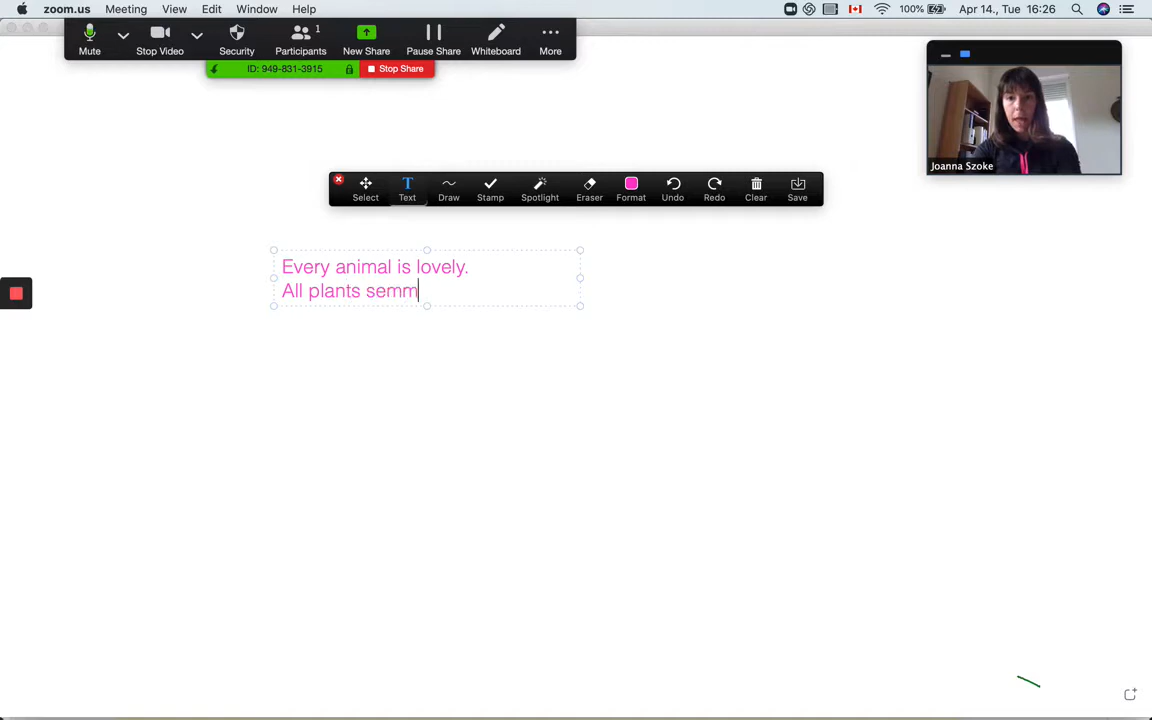 zoom.us Meeting View Edit Window Help 100% Apr 14., Tue 16:26
Mute Stop Video Security Participants 1 New Share Pause Share Whiteboard More
ID: 949-831-3915 Stop Share
Joanna Szoke
Select Text Draw Stamp Spotlight Eraser Format Undo Redo Clear Save
Every animal is lovely.
All plants semm